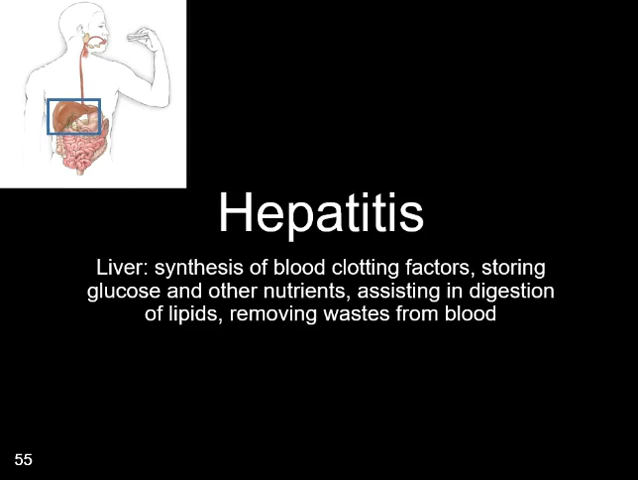 Hepatitis
Liver: synthesis of blood clotting factors, storing
glucose and other nutrients, assisting in digestion
of lipids, removing wastes from blood
55